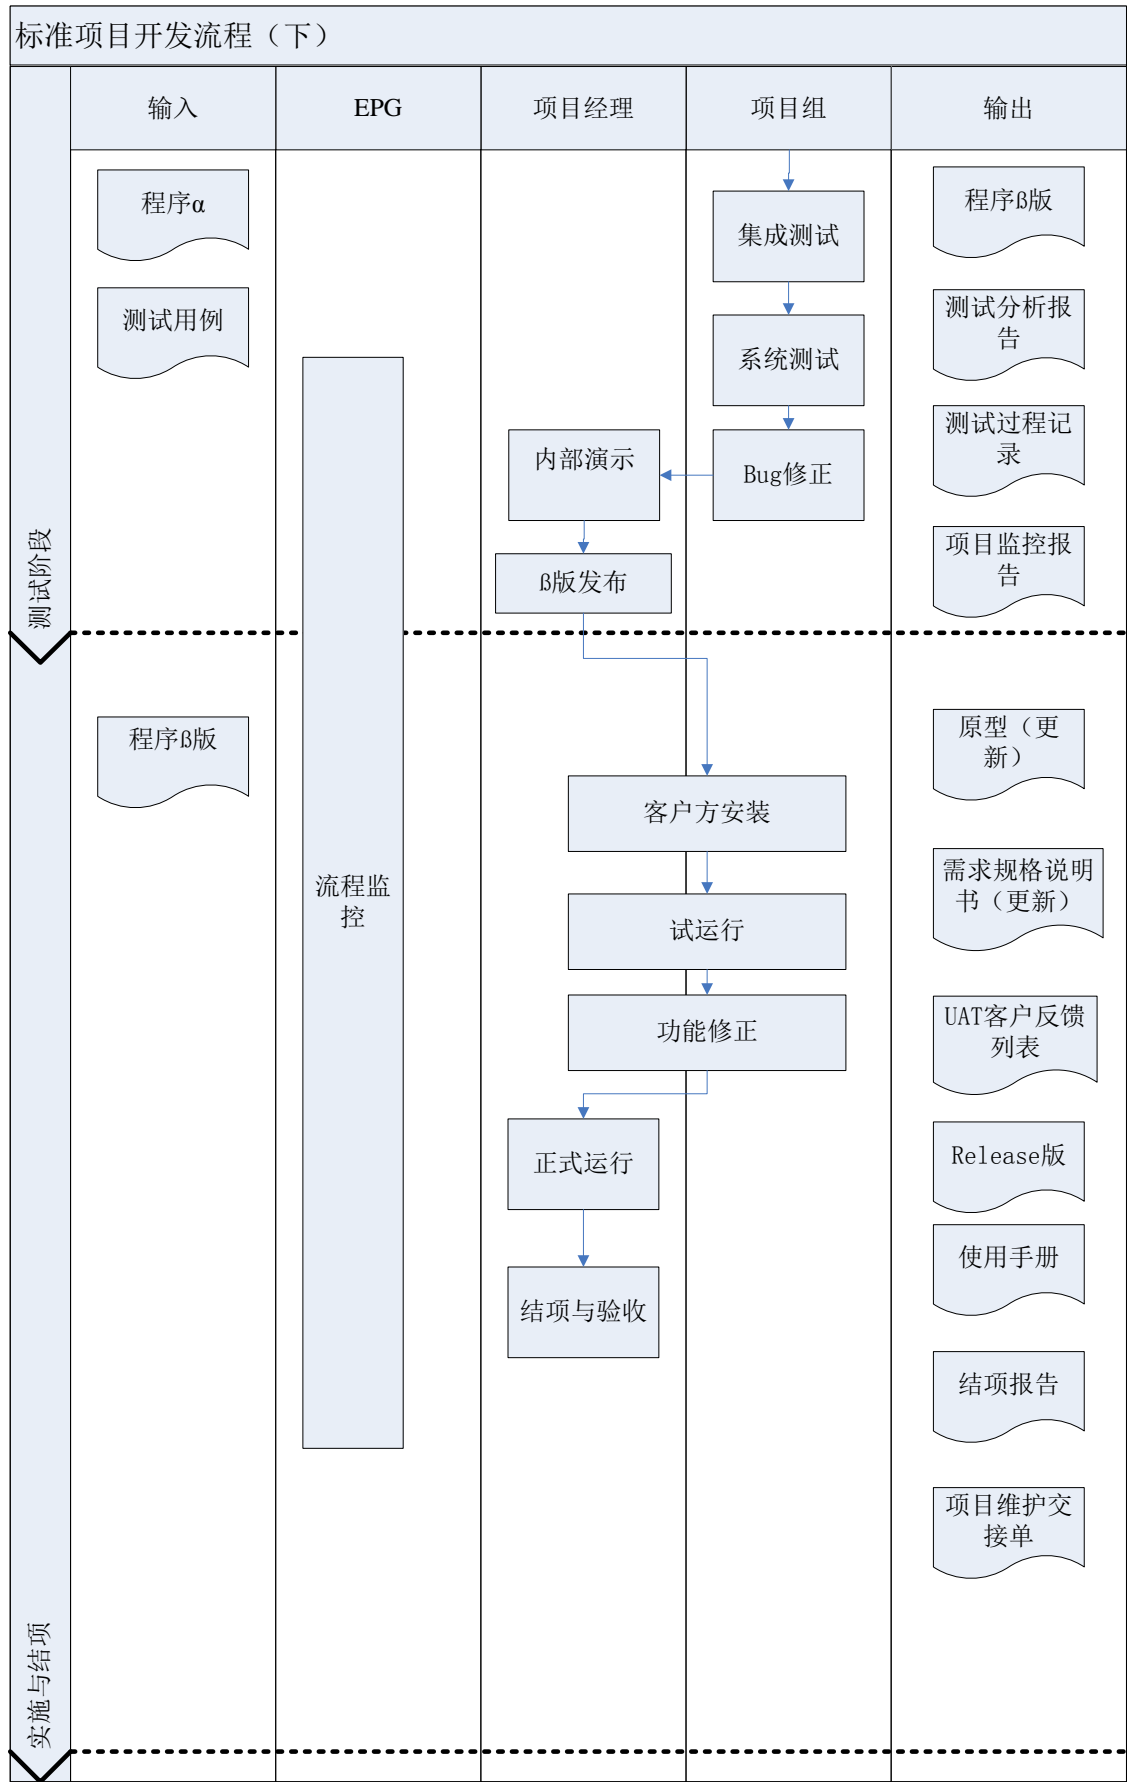 标准项目开发流程（下）
输入
EPG
项目经理
项目组
输出
测试阶段
程序α
测试用例
集成测试
系统测试
Bug修正
内部演示
ß版发布
程序ß版
测试分析报
告
测试过程记
录
项目监控报
告
流程监
控
实施与结项
程序ß版
客户方安装
试运行
功能修正
正式运行
结项与验收
原型（更
新）
需求规格说明
书（更新）
UAT客户反馈
列表
Release版
使用手册
结项报告
项目维护交
接单